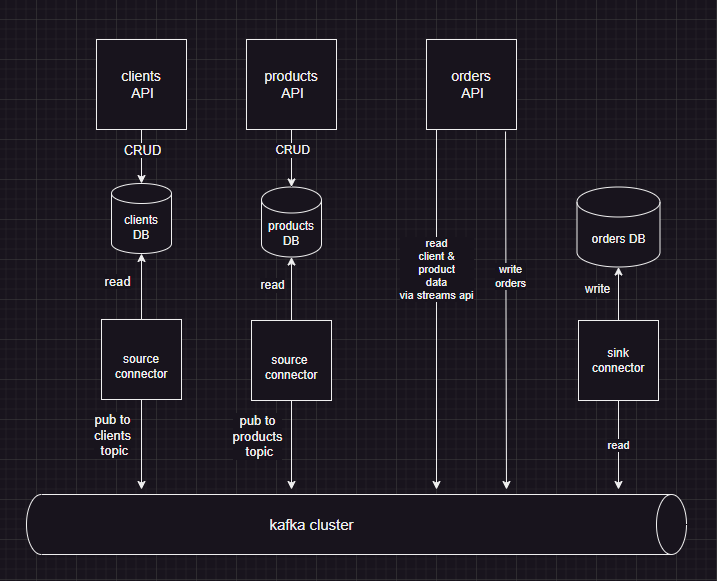 clients
API
products
API
orders
API
CRUD
CRUD
clients
DB
products
DB
orders DB
read
client &
product
data
via streams api
write
orders
read
read
write
source
connector
source
connector
sink
connector
pub to
clients
topic
pub to
products
topic
read
kafka cluster